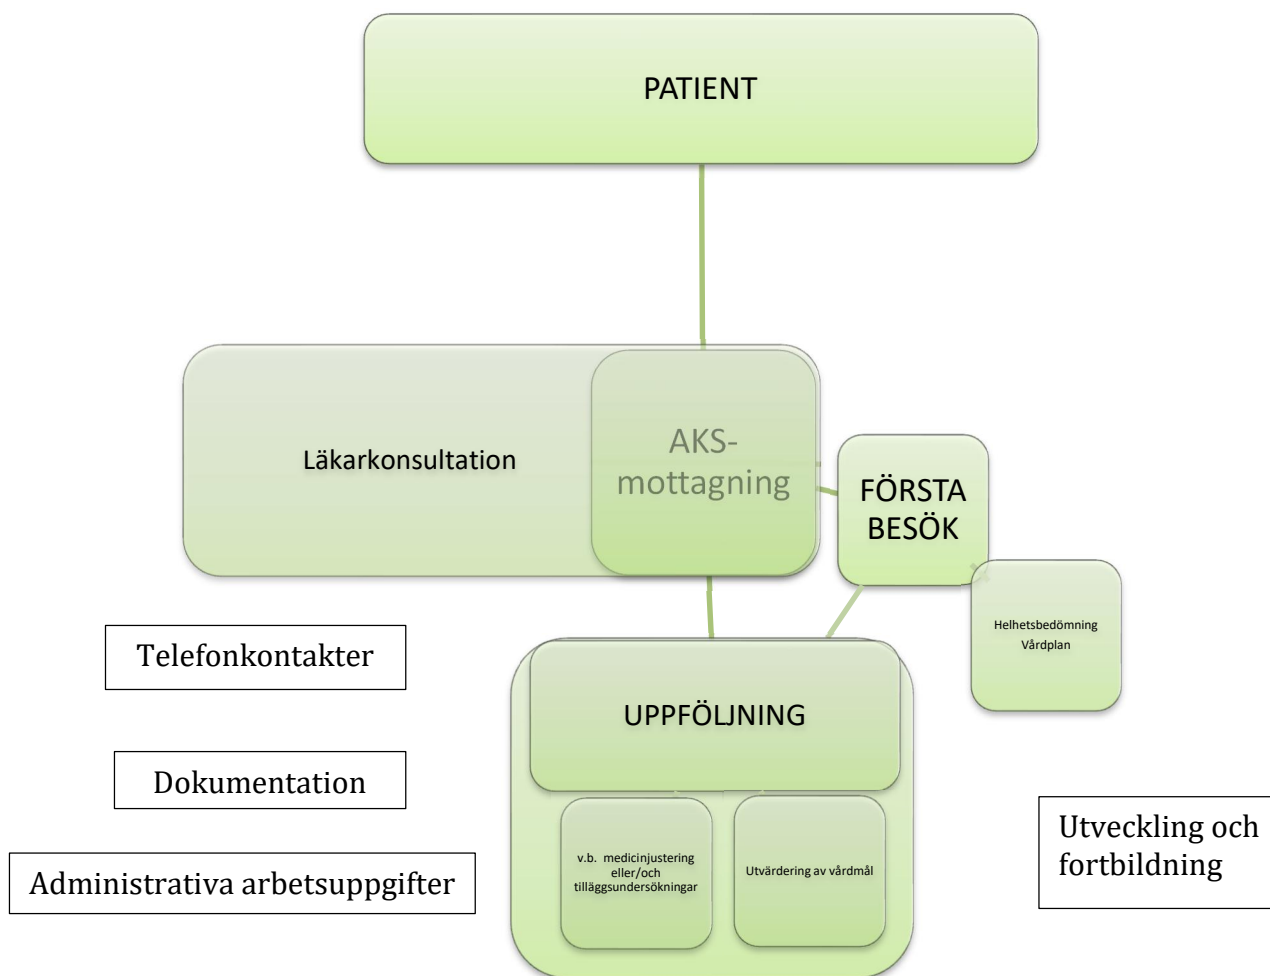 PATIENT
Läkarkonsultation
AKS-
mottagning
FÖRSTA
BESÖK
Helhetsbedömning
Vårdplan
Telefonkontakter
UPPFÖLJNING
Dokumentation
v.b. medicinjustering
eller/och
tilläggsundersökningar
Utvärdering av vårdmål
Utveckling och
fortbildning
Administrativa arbetsuppgifter